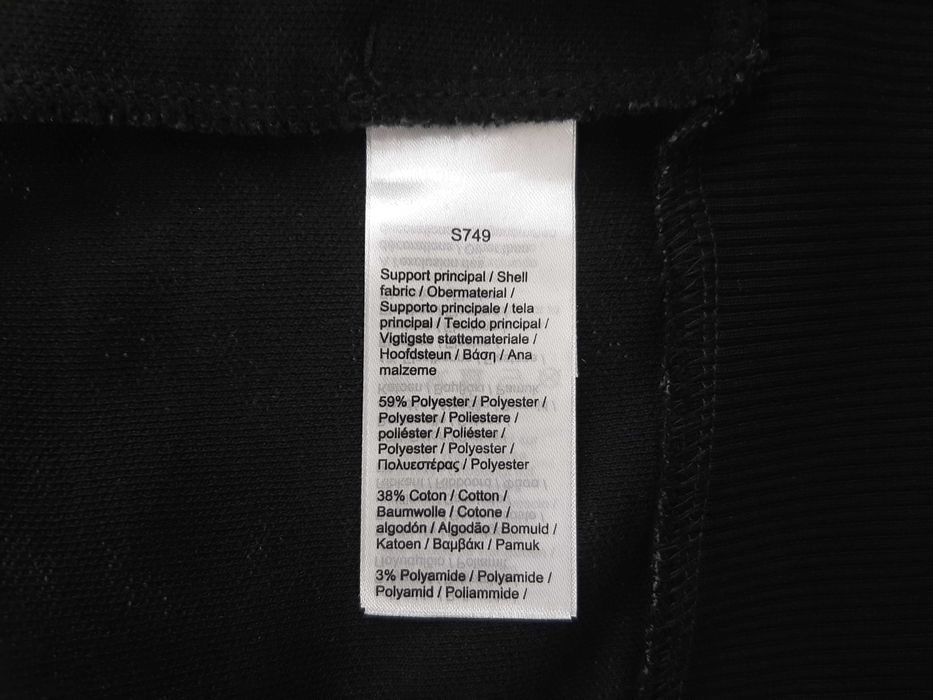 S749
Support principal / Shell
fabric / Obermaterial /
Supporto principale / tela
principal / Tecido principal /
Vigtigste støttemateriale /
Hoofdsteun / Βάση / Ana
malzeme
59% Polyester / Polyester /
Polyester / Poliestere /
poliéster / Poliéster /
Polyester / Polyester /
Πολυεστέρας / Polyester
38% Coton / Cotton /
Baumwolle / Cotone /
algodón / Algodão / Bomuld /
Katoen / Βαμβάκι / Pamuk
3% Polyamide / Polyamide /
Polyamid / Poliammide /